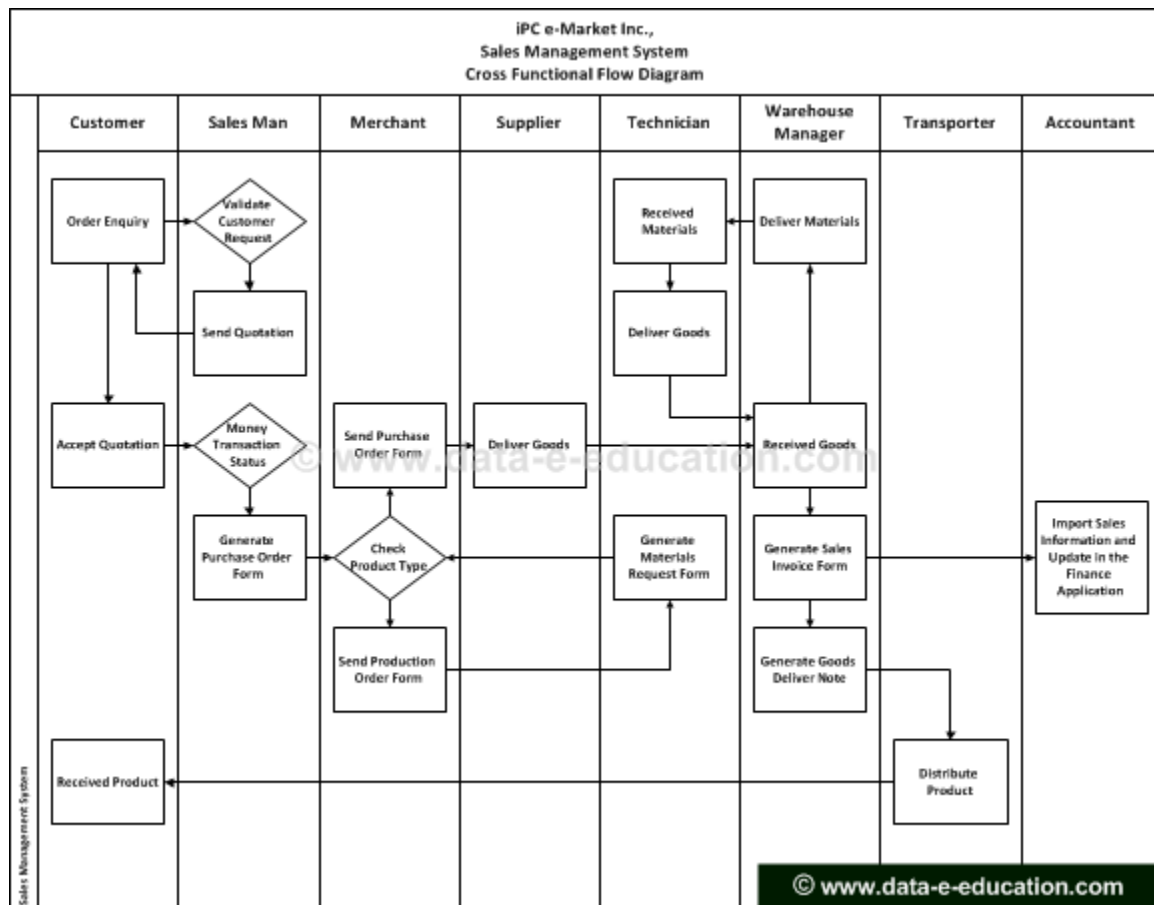 iPC e-Market Inc.,
Sales Management System
Cross Functional Flow Diagram
Customer
Sales Man
Merchant
Supplier
Technician
Warehouse
Manager
Transporter
Accountant
Order Enquiry
Validate
Customer
Request
Received
Materials
Deliver Materials
Send Quotation
Deliver Goods
Accept Quotation
Money
Transaction
Status
Send Purchase
Order Form
Deliver Goods
Received Goods
© www.data-e-education.com
Generate
Purchase Order
Form
Check
Product Type
Generate
Materials
Request Form
Generate Sales
Invoice Form
Import Sales
Information and
Update in the
Finance
Application
Send Production
Order Form
Generate Goods
Deliver Note
Received Product
Distribute
Product
Sales Management System
© www.data-e-education.com